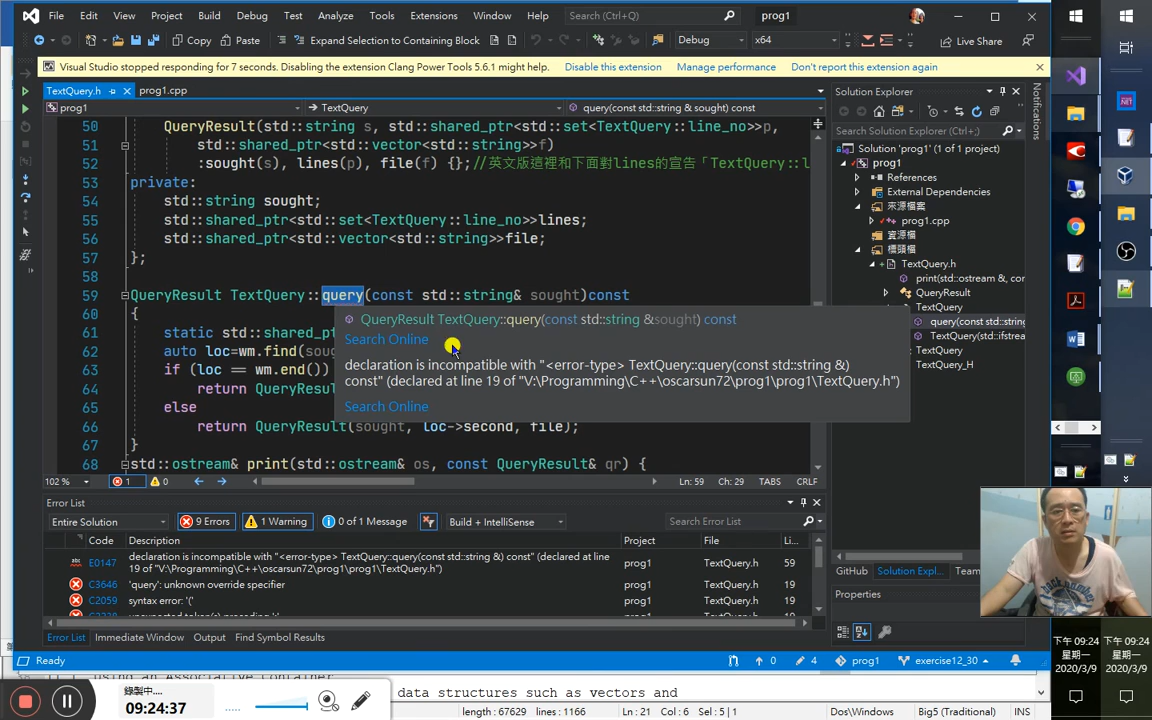 File Edit View Project Build Debug Test Analyze Tools Extensions Window Help Search (Ctrl+Q) prog1
Copy Paste Expand Selection to Containing Block Debug x64 Live Share
Visual Studio stopped responding for 7 seconds. Disabling the extension Clang Power Tools 5.6.1 might help. Disable this extension Manage performance Don't report this extension again
TextQuery.h prog1.cpp
prog1 TextQuery query(const std::string & sought) const
50 QueryResult(std::string s, std::shared_ptr<std::set<TextQuery::line_no>>p,
51 std::shared_ptr<std::vector<std::string>>f)
52 :sought(s), lines(p), file(f) {};//英文版這裡和下面對lines的宣告「TextQuery::l
53 private:
54 std::string sought;
55 std::shared_ptr<std::set<TextQuery::line_no>>lines;
56 std::shared_ptr<std::vector<std::string>>file;
57 };
58
59 QueryResult TextQuery::query(const std::string& sought)const
60 {
61 static std::shared_pt
62 auto loc=wm.find(soug
63 if (loc == wm.end())
64 return QueryResul
65 else
66 return QueryResult(sought, loc->second, file);
67 }
68 std::ostream& print(std::ostream& os, const QueryResult& qr) {
QueryResult TextQuery::query(const std::string &sought) const
Search Online
declaration is incompatible with "<error-type> TextQuery::query(const std::string &)
const" (declared at line 19 of "V:\Programming\C++\oscarsun72\prog1\prog1\TextQuery.h")
Search Online
102 % 1 0 Ln: 59 Ch: 29 TABS CRLF
Error List
Entire Solution 9 Errors 1 Warning 0 of 1 Message Build + IntelliSense Search Error List
Code Description Project File Li...
E0147 declaration is incompatible with "<error-type> TextQuery::query(const std::string &) const" (declared at line
19 of "V:\Programming\C++\oscarsun72\prog1\prog1\TextQuery.h") prog1 TextQuery.h 59
C3646 'query': unknown override specifier prog1 TextQuery.h 19
C2059 syntax error: '(' prog1 TextQuery.h 19
Error List Immediate Window Output Find Symbol Results
Ready 0 4 prog1 exercise12_30
Solution Explorer
Search Solution Explorer (Ctrl+;)
Solution 'prog1' (1 of 1 project)
prog1
References
External Dependencies
來源檔案
prog1.cpp
資源檔
標頭檔
TextQuery.h
print(std::ostream &, cor
QueryResult
TextQuery
query(const std::string
TextQuery(std::ifstrea
TextQuery
TextQuery_H
GitHub Solution Expl... Team
Properties
Notifications
.NET
下午 09:24
星期一
2020/3/9
下午 09:24
星期一
2020/3/9
錄製中....
09:24:37
data structures such as vectors and
length : 67629 lines : 1166 Ln : 21 Col : 6 Sel : 5 | 1 Dos\Windows Big5 (Traditional) INS